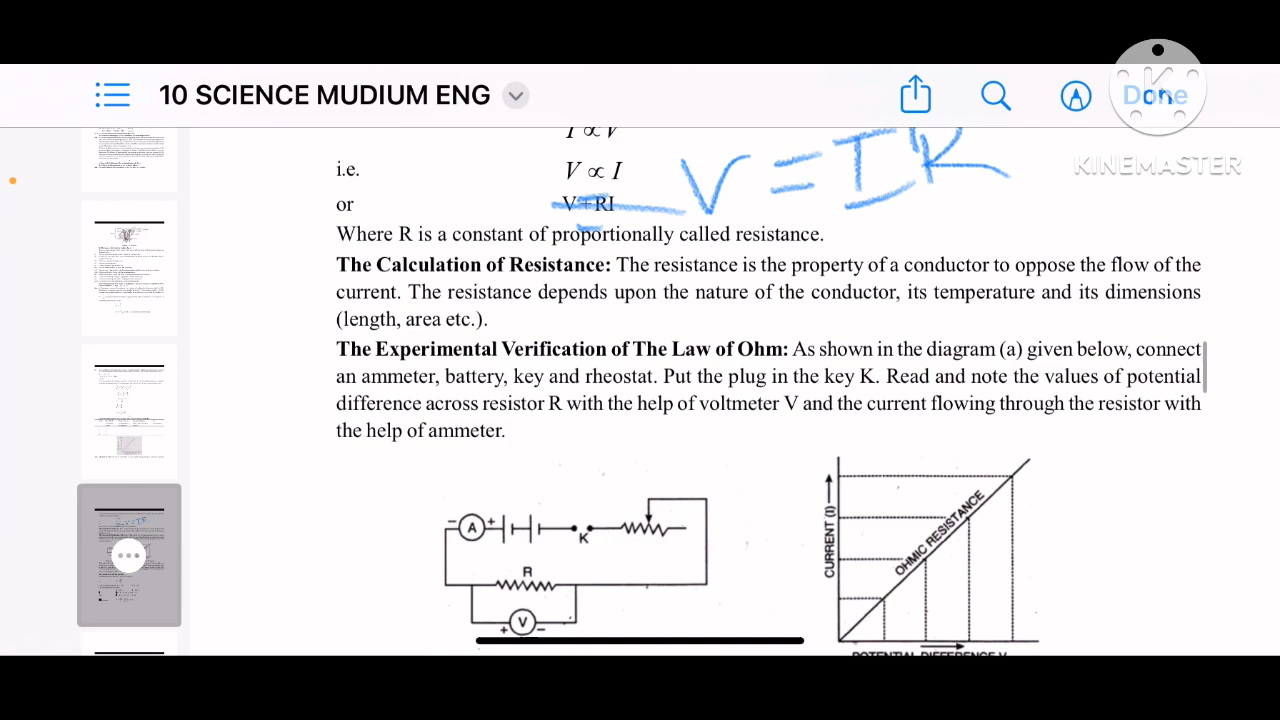 10 SCIENCE MUDIUM ENG
Done
KINEMASTER
I ∝ V
i.e. V ∝ I
V = IR
or V=RI
Where R is a constant of proportionally called resistance.
The Calculation of Resistance: The resistance is the property of a conductor to oppose the flow of the
current. The resistance depends upon the nature of the conductor, its temperature and its dimensions
(length, area etc.).
The Experimental Verification of The Law of Ohm: As shown in the diagram (a) given below, connect
an ammeter, battery, key and rheostat. Put the plug in the key K. Read and note the values of potential
difference across resistor R with the help of voltmeter V and the current flowing through the resistor with
the help of ammeter.
− A +
K
R
+ V −
CURRENT (I)
OHMIC RESISTANCE
POTENTIAL DIFFERENCE V